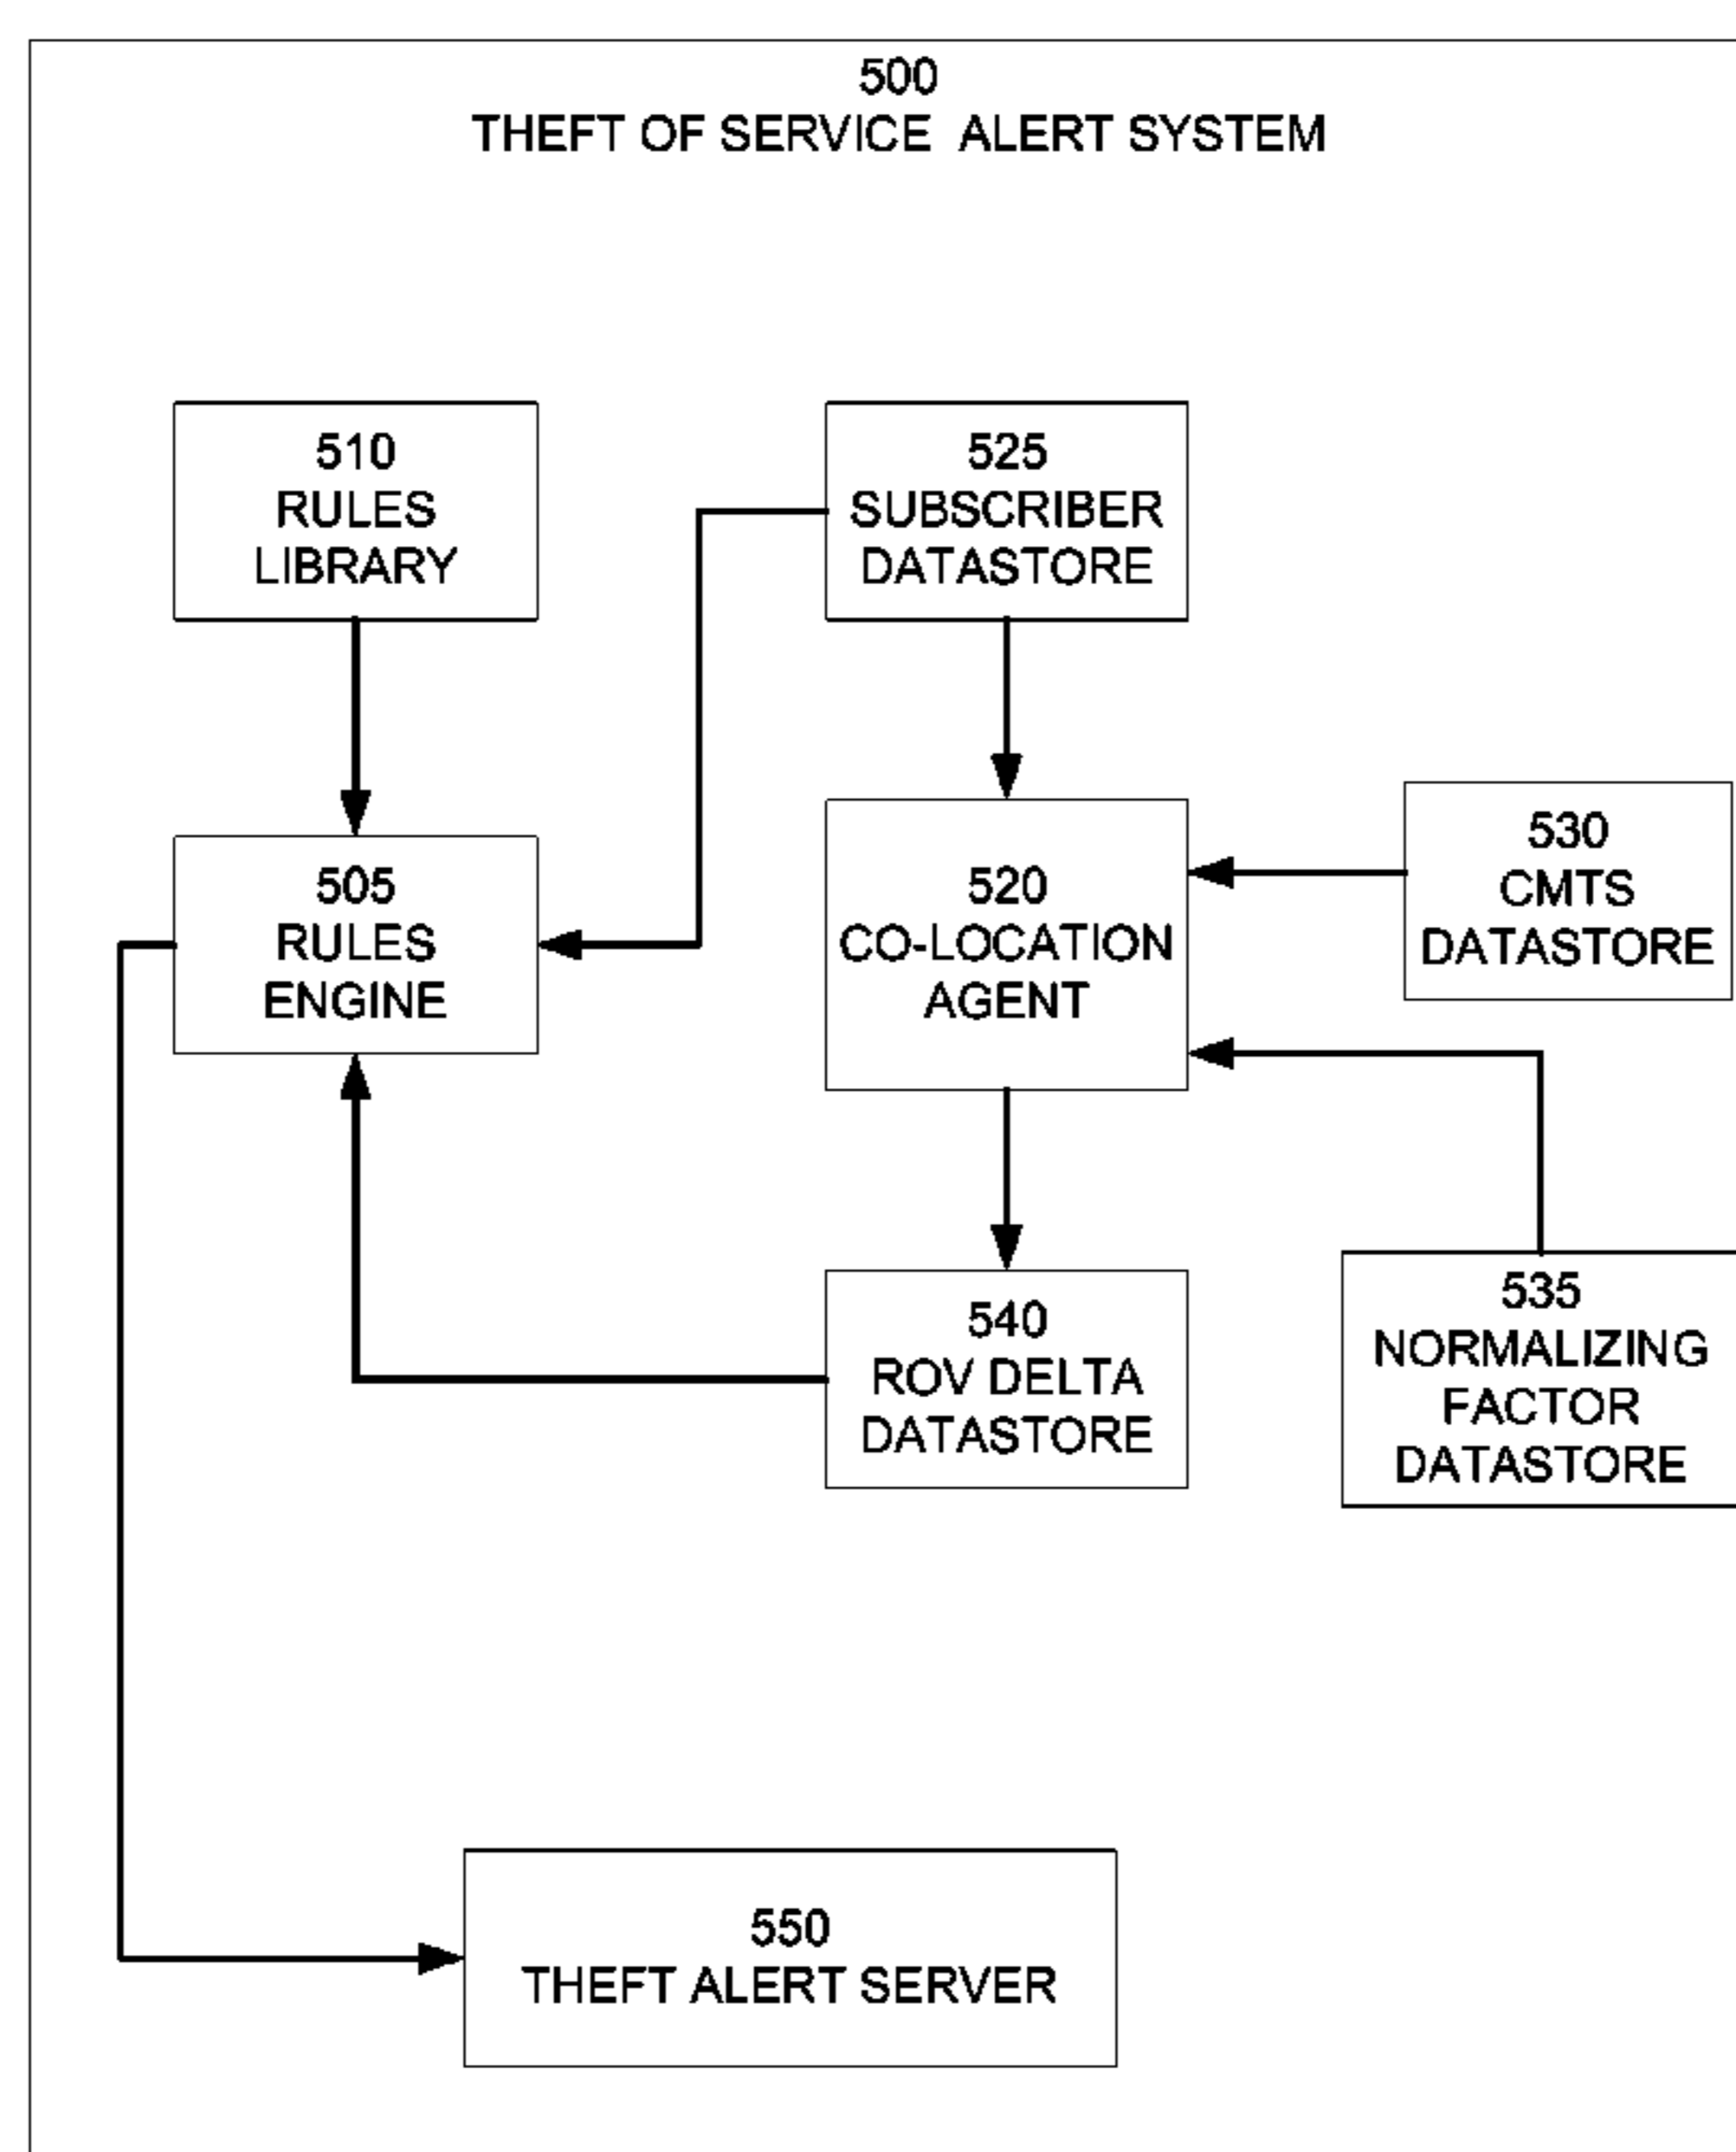 500
THEFT OF SERVICE ALERT SYSTEM
510
RULES
LIBRARY
525
SUBSCRIBER
DATASTORE
505
RULES
ENGINE
520
CO-LOCATION
AGENT
530
CMTS
DATASTORE
540
ROV DELTA
DATASTORE
535
NORMALIZING
FACTOR
DATASTORE
550
THEFT ALERT SERVER